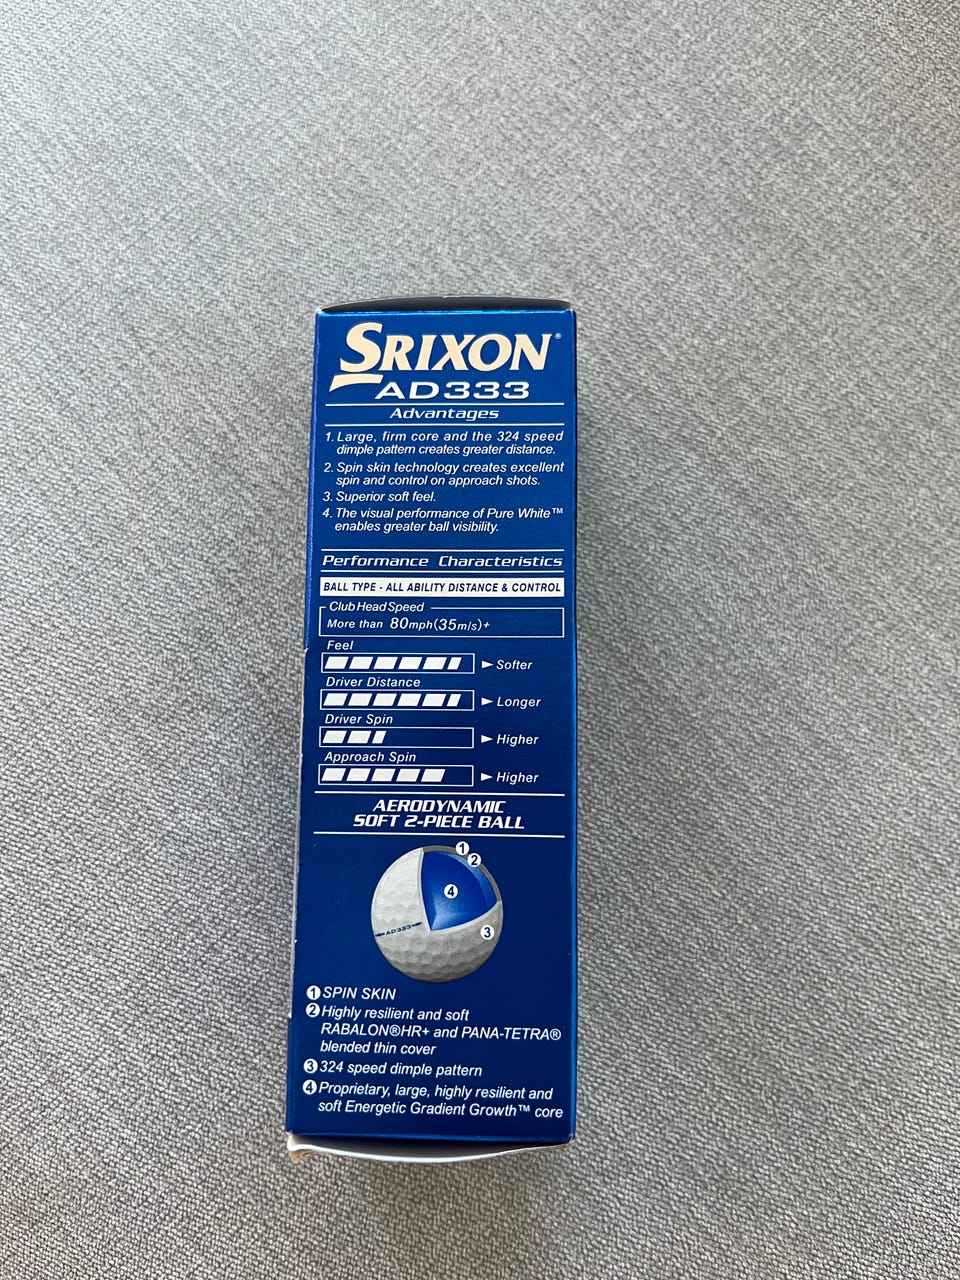 SRIXON®
AD333
Advantages
1. Large, firm core and the 324 speed
dimple pattern creates greater distance.
2. Spin skin technology creates excellent
spin and control on approach shots.
3. Superior soft feel.
4. The visual performance of Pure White™
enables greater ball visibility.
Performance Characteristics
BALL TYPE - ALL ABILITY DISTANCE & CONTROL
Club Head Speed
More than 80mph(35m/s)+
Feel
► Softer
Driver Distance
► Longer
Driver Spin
► Higher
Approach Spin
► Higher
AERODYNAMIC
SOFT 2-PIECE BALL
1
2
4
3
AD333
1 SPIN SKIN
2 Highly resilient and soft
RABALON®HR+ and PANA-TETRA®
blended thin cover
3 324 speed dimple pattern
4 Proprietary, large, highly resilient and
soft Energetic Gradient Growth™ core